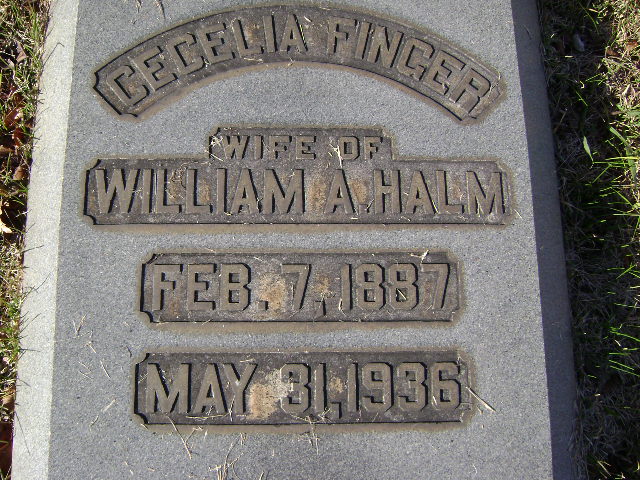 CECELIA FINGER
WIFE OF
WILLIAM A. HALM
FEB. 7, 1887
MAY 31, 1936